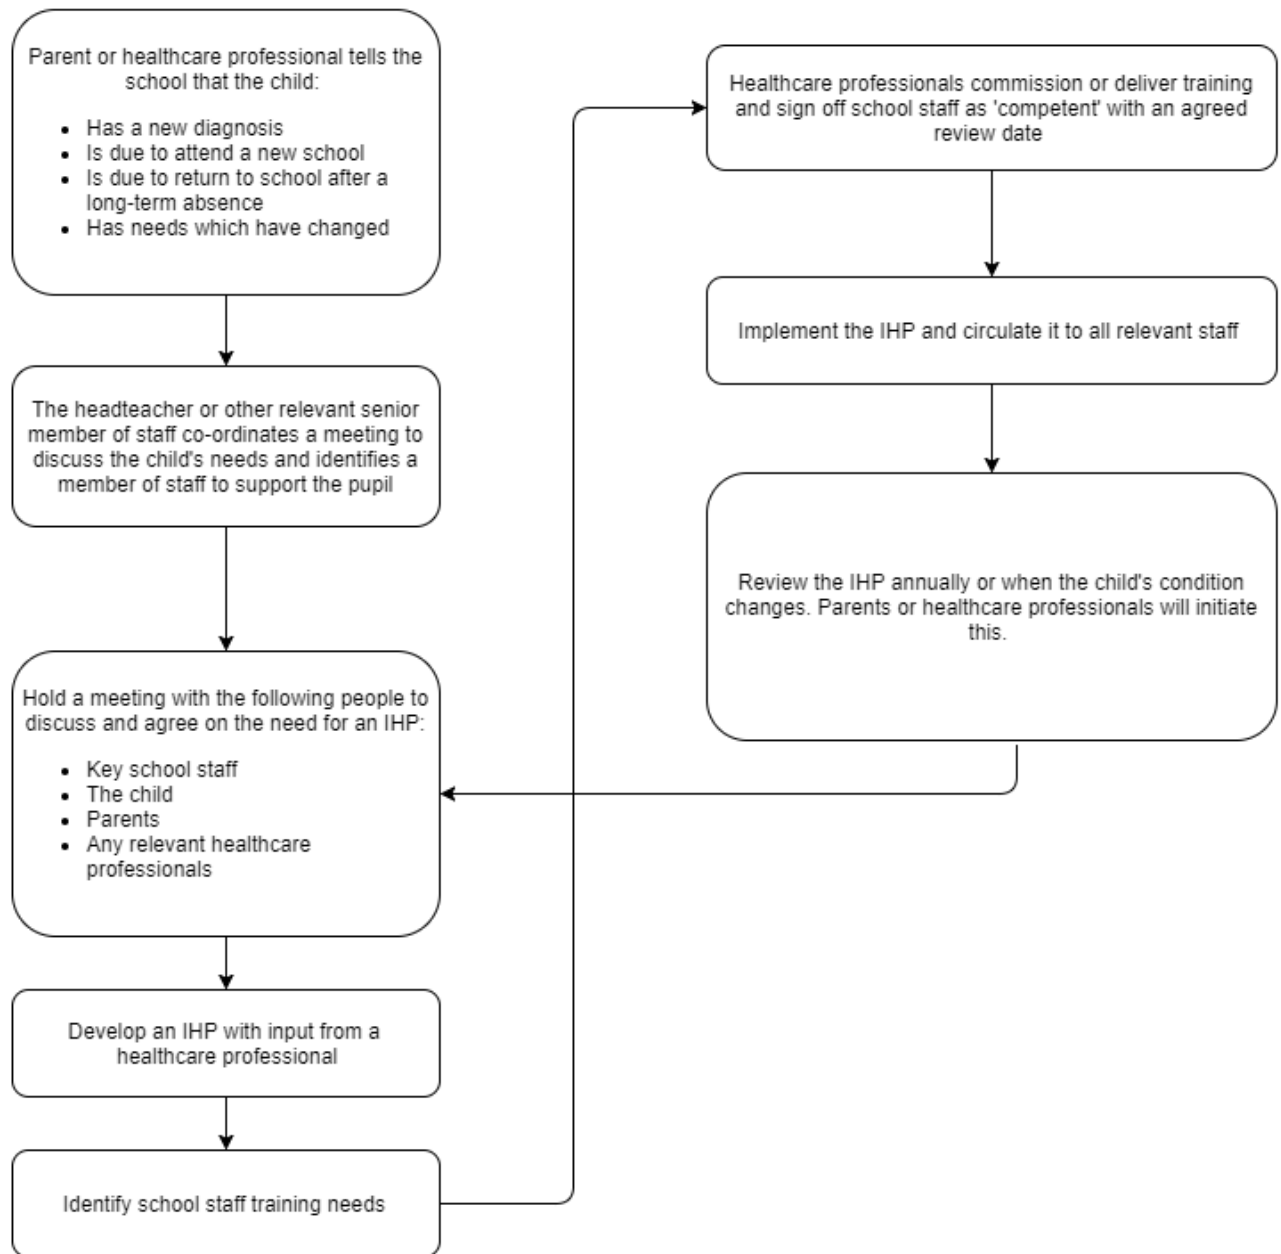 Parent or healthcare professional tells the
school that the child:
• Has a new diagnosis
• Is due to attend a new school
• Is due to return to school after a
long-term absence
• Has needs which have changed
The headteacher or other relevant senior
member of staff co-ordinates a meeting to
discuss the child's needs and identifies a
member of staff to support the pupil
Hold a meeting with the following people to
discuss and agree on the need for an IHP:
• Key school staff
• The child
• Parents
• Any relevant healthcare
professionals
Develop an IHP with input from a
healthcare professional
Identify school staff training needs
Healthcare professionals commission or deliver training
and sign off school staff as 'competent' with an agreed
review date
Implement the IHP and circulate it to all relevant staff
Review the IHP annually or when the child's condition
changes. Parents or healthcare professionals will initiate
this.